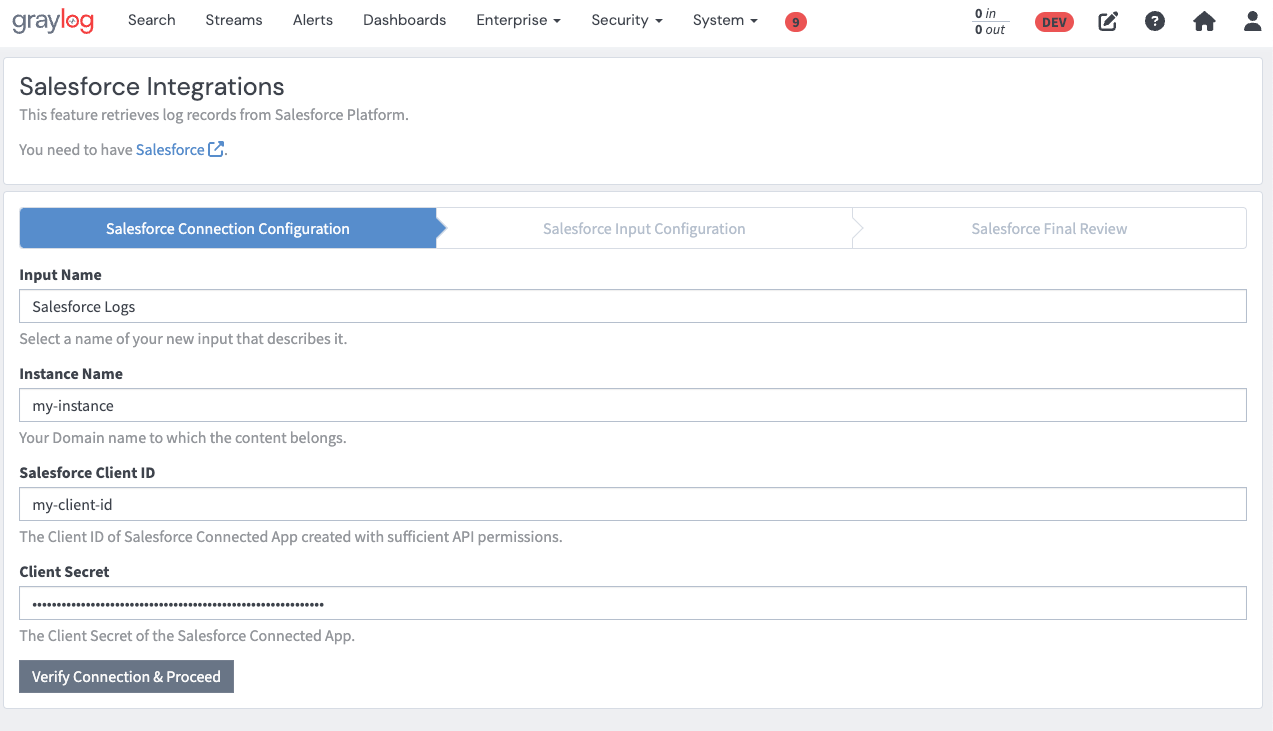 graylog Search Streams Alerts Dashboards Enterprise Security System 9 0 in DEV
0 out
Salesforce Integrations
This feature retrieves log records from Salesforce Platform.
You need to have Salesforce.
Salesforce Connection Configuration Salesforce Input Configuration Salesforce Final Review
Input Name
Salesforce Logs
Select a name of your new input that describes it.
Instance Name
my-instance
Your Domain name to which the content belongs.
Salesforce Client ID
my-client-id
The Client ID of Salesforce Connected App created with sufficient API permissions.
Client Secret
The Client Secret of the Salesforce Connected App.
Verify Connection & Proceed